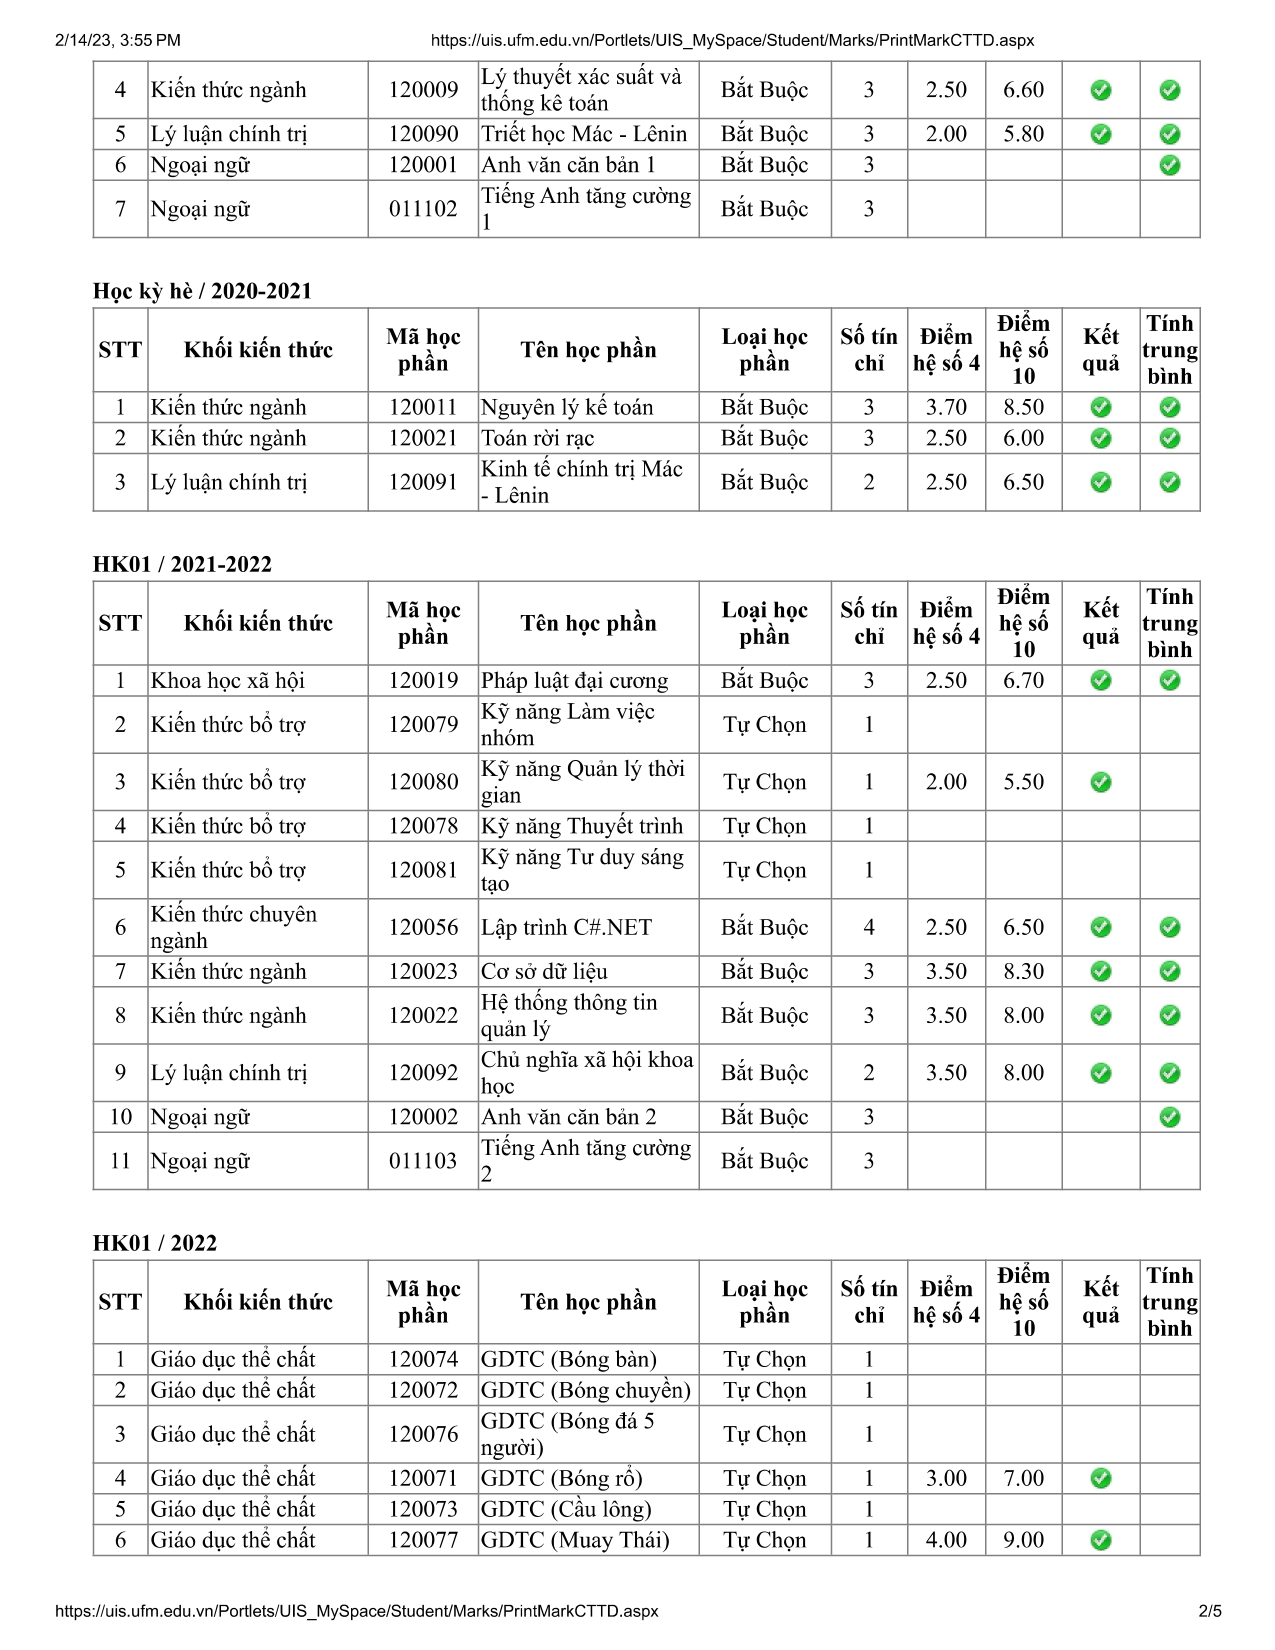 2/14/23, 3:55 PM https://uis.ufm.edu.vn/Portlets/UIS_MySpace/Student/Marks/PrintMarkCTTD.aspx
4 Kiến thức ngành 120009 Lý thuyết xác suất và thống kê toán Bắt Buộc 3 2.50 6.60
5 Lý luận chính trị 120090 Triết học Mác - Lênin Bắt Buộc 3 2.00 5.80
6 Ngoại ngữ 120001 Anh văn căn bản 1 Bắt Buộc 3
7 Ngoại ngữ 011102 Tiếng Anh tăng cường 1 Bắt Buộc 3
Học kỳ hè / 2020-2021
STT Khối kiến thức Mã học phần Tên học phần Loại học phần Số tín chỉ Điểm hệ số 4 Điểm hệ số 10 Kết quả Tính trung bình
1 Kiến thức ngành 120011 Nguyên lý kế toán Bắt Buộc 3 3.70 8.50
2 Kiến thức ngành 120021 Toán rời rạc Bắt Buộc 3 2.50 6.00
3 Lý luận chính trị 120091 Kinh tế chính trị Mác - Lênin Bắt Buộc 2 2.50 6.50
HK01 / 2021-2022
STT Khối kiến thức Mã học phần Tên học phần Loại học phần Số tín chỉ Điểm hệ số 4 Điểm hệ số 10 Kết quả Tính trung bình
1 Khoa học xã hội 120019 Pháp luật đại cương Bắt Buộc 3 2.50 6.70
2 Kiến thức bổ trợ 120079 Kỹ năng Làm việc nhóm Tự Chọn 1
3 Kiến thức bổ trợ 120080 Kỹ năng Quản lý thời gian Tự Chọn 1 2.00 5.50
4 Kiến thức bổ trợ 120078 Kỹ năng Thuyết trình Tự Chọn 1
5 Kiến thức bổ trợ 120081 Kỹ năng Tư duy sáng tạo Tự Chọn 1
6 Kiến thức chuyên ngành 120056 Lập trình C#.NET Bắt Buộc 4 2.50 6.50
7 Kiến thức ngành 120023 Cơ sở dữ liệu Bắt Buộc 3 3.50 8.30
8 Kiến thức ngành 120022 Hệ thống thông tin quản lý Bắt Buộc 3 3.50 8.00
9 Lý luận chính trị 120092 Chủ nghĩa xã hội khoa học Bắt Buộc 2 3.50 8.00
10 Ngoại ngữ 120002 Anh văn căn bản 2 Bắt Buộc 3
11 Ngoại ngữ 011103 Tiếng Anh tăng cường 2 Bắt Buộc 3
HK01 / 2022
STT Khối kiến thức Mã học phần Tên học phần Loại học phần Số tín chỉ Điểm hệ số 4 Điểm hệ số 10 Kết quả Tính trung bình
1 Giáo dục thể chất 120074 GDTC (Bóng bàn) Tự Chọn 1
2 Giáo dục thể chất 120072 GDTC (Bóng chuyền) Tự Chọn 1
3 Giáo dục thể chất 120076 GDTC (Bóng đá 5 người) Tự Chọn 1
4 Giáo dục thể chất 120071 GDTC (Bóng rổ) Tự Chọn 1 3.00 7.00
5 Giáo dục thể chất 120073 GDTC (Cầu lông) Tự Chọn 1
6 Giáo dục thể chất 120077 GDTC (Muay Thái) Tự Chọn 1 4.00 9.00
https://uis.ufm.edu.vn/Portlets/UIS_MySpace/Student/Marks/PrintMarkCTTD.aspx 2/5